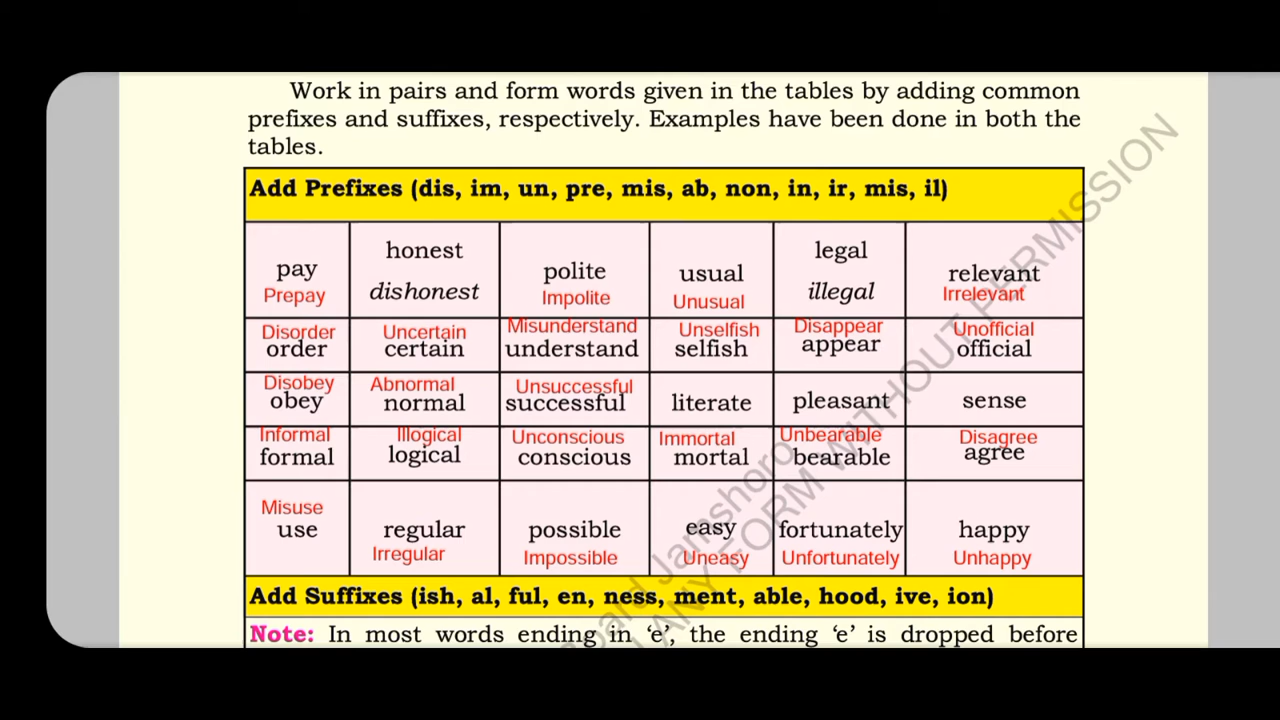 Work in pairs and form words given in the tables by adding common
prefixes and suffixes, respectively. Examples have been done in both the
tables.
Add Prefixes (dis, im, un, pre, mis, ab, non, in, ir, mis, il)
pay honest polite usual legal relevant
Prepay dishonest Impolite Unusual illegal Irrelevant
Disorder Uncertain Misunderstand Unselfish Disappear Unofficial
order certain understand selfish appear official
Disobey Abnormal Unsuccessful
obey normal successful literate pleasant sense
Informal Illogical Unconscious Immortal Unbearable Disagree
formal logical conscious mortal bearable agree
Misuse
use regular possible easy fortunately happy
Irregular Impossible Uneasy Unfortunately Unhappy
Add Suffixes (ish, al, ful, en, ness, ment, able, hood, ive, ion)
Note: In most words ending in ‘e’, the ending ‘e’ is dropped before
Jamshoro
ANY FORM WITHOUT PERMISSION